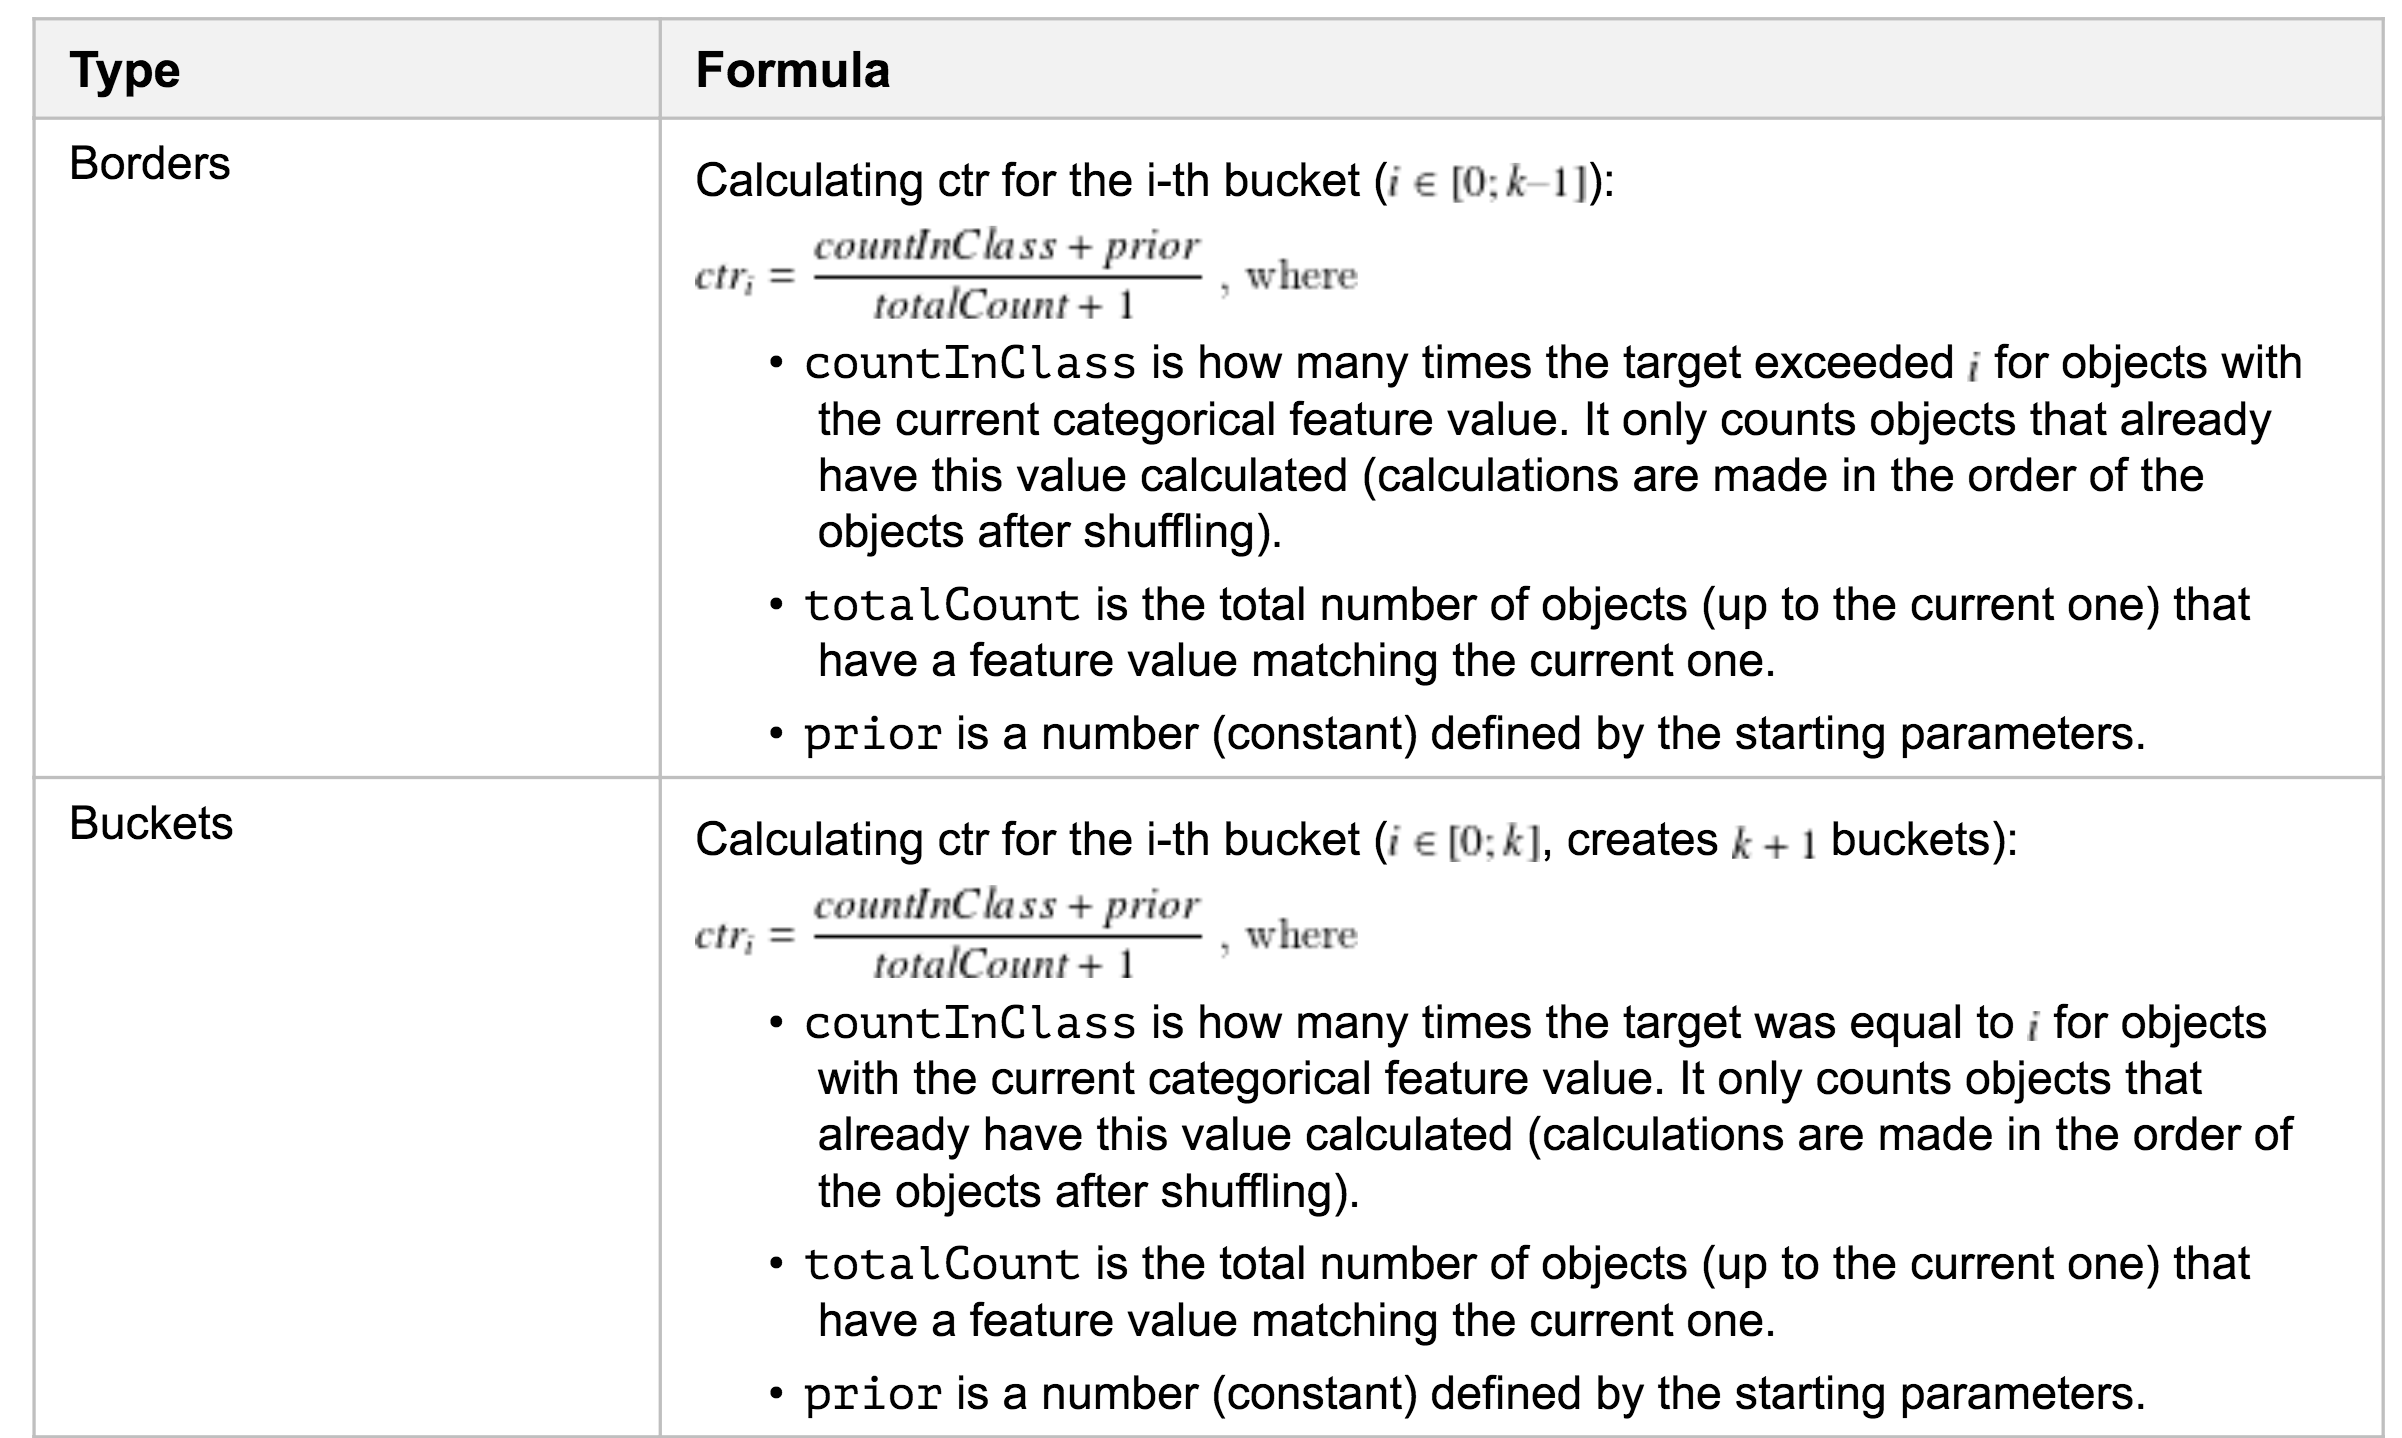 Type
Formula
Borders
Calculating ctr for the i-th bucket (i ∈ [0; k–1]):
ctrᵢ = (countInClass + prior) / (totalCount + 1) , where
• countInClass is how many times the target exceeded i for objects with
the current categorical feature value. It only counts objects that already
have this value calculated (calculations are made in the order of the
objects after shuffling).
• totalCount is the total number of objects (up to the current one) that
have a feature value matching the current one.
• prior is a number (constant) defined by the starting parameters.
Buckets
Calculating ctr for the i-th bucket (i ∈ [0; k], creates k + 1 buckets):
ctrᵢ = (countInClass + prior) / (totalCount + 1) , where
• countInClass is how many times the target was equal to i for objects
with the current categorical feature value. It only counts objects that
already have this value calculated (calculations are made in the order of
the objects after shuffling).
• totalCount is the total number of objects (up to the current one) that
have a feature value matching the current one.
• prior is a number (constant) defined by the starting parameters.